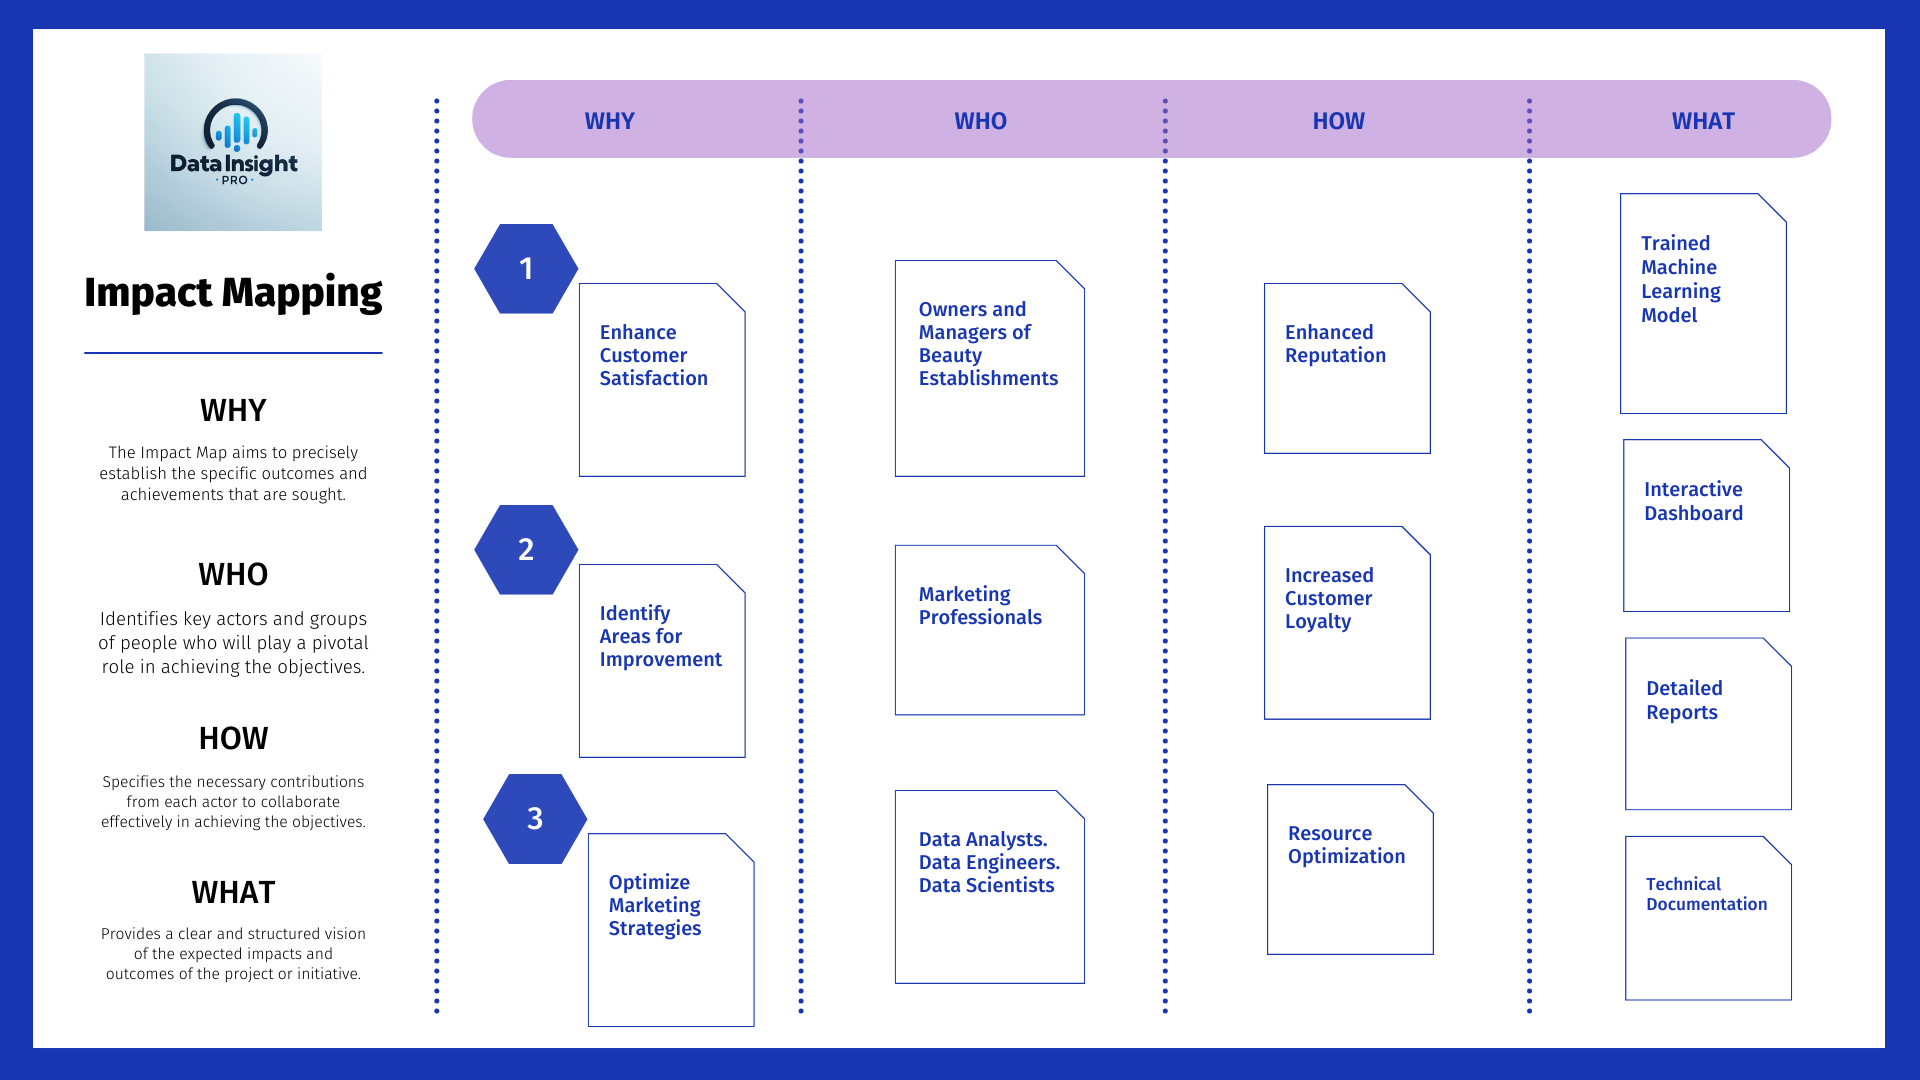 Data Insight
· PRO ·
Impact Mapping
WHY
The Impact Map aims to precisely
establish the specific outcomes and
achievements that are sought.
WHO
Identifies key actors and groups
of people who will play a pivotal
role in achieving the objectives.
HOW
Specifies the necessary contributions
from each actor to collaborate
effectively in achieving the objectives.
WHAT
Provides a clear and structured vision
of the expected impacts and
outcomes of the project or initiative.
WHY
1
Enhance
Customer
Satisfaction
2
Identify
Areas for
Improvement
3
Optimize
Marketing
Strategies
WHO
Owners and
Managers of
Beauty
Establishments
Marketing
Professionals
Data Analysts.
Data Engineers.
Data Scientists
HOW
Enhanced
Reputation
Increased
Customer
Loyalty
Resource
Optimization
WHAT
Trained
Machine
Learning
Model
Interactive
Dashboard
Detailed
Reports
Technical
Documentation